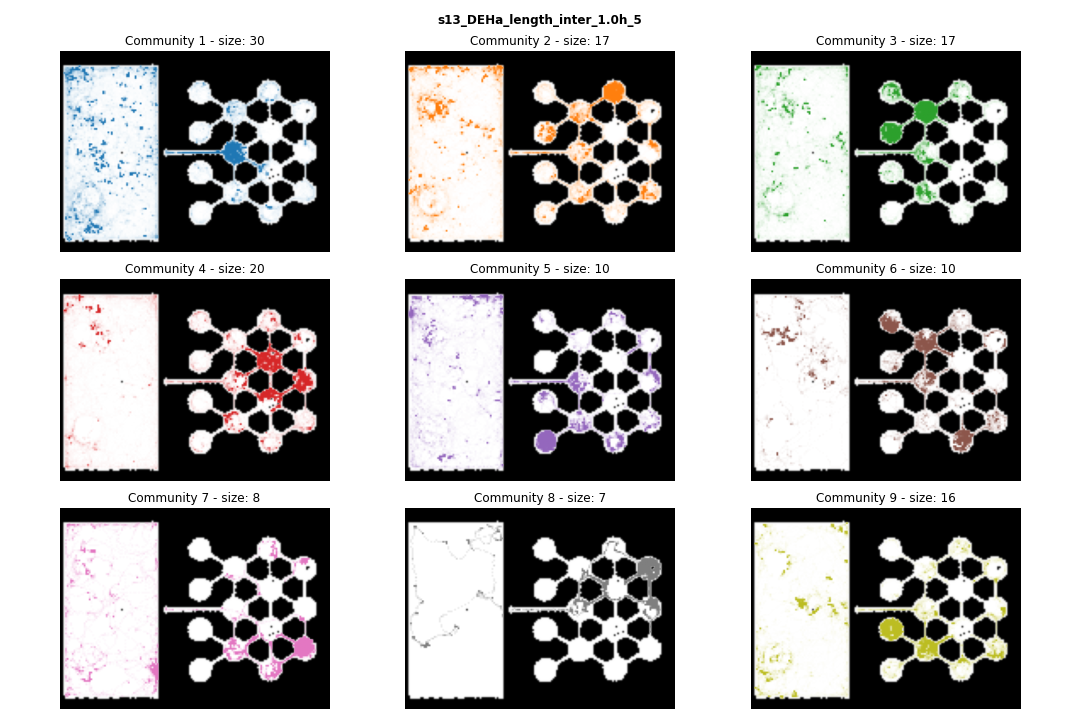 s13_DEHa_length_inter_1.0h_5
Community 1 - size: 30
Community 2 - size: 17
Community 3 - size: 17
Community 4 - size: 20
Community 5 - size: 10
Community 6 - size: 10
Community 7 - size: 8
Community 8 - size: 7
Community 9 - size: 16